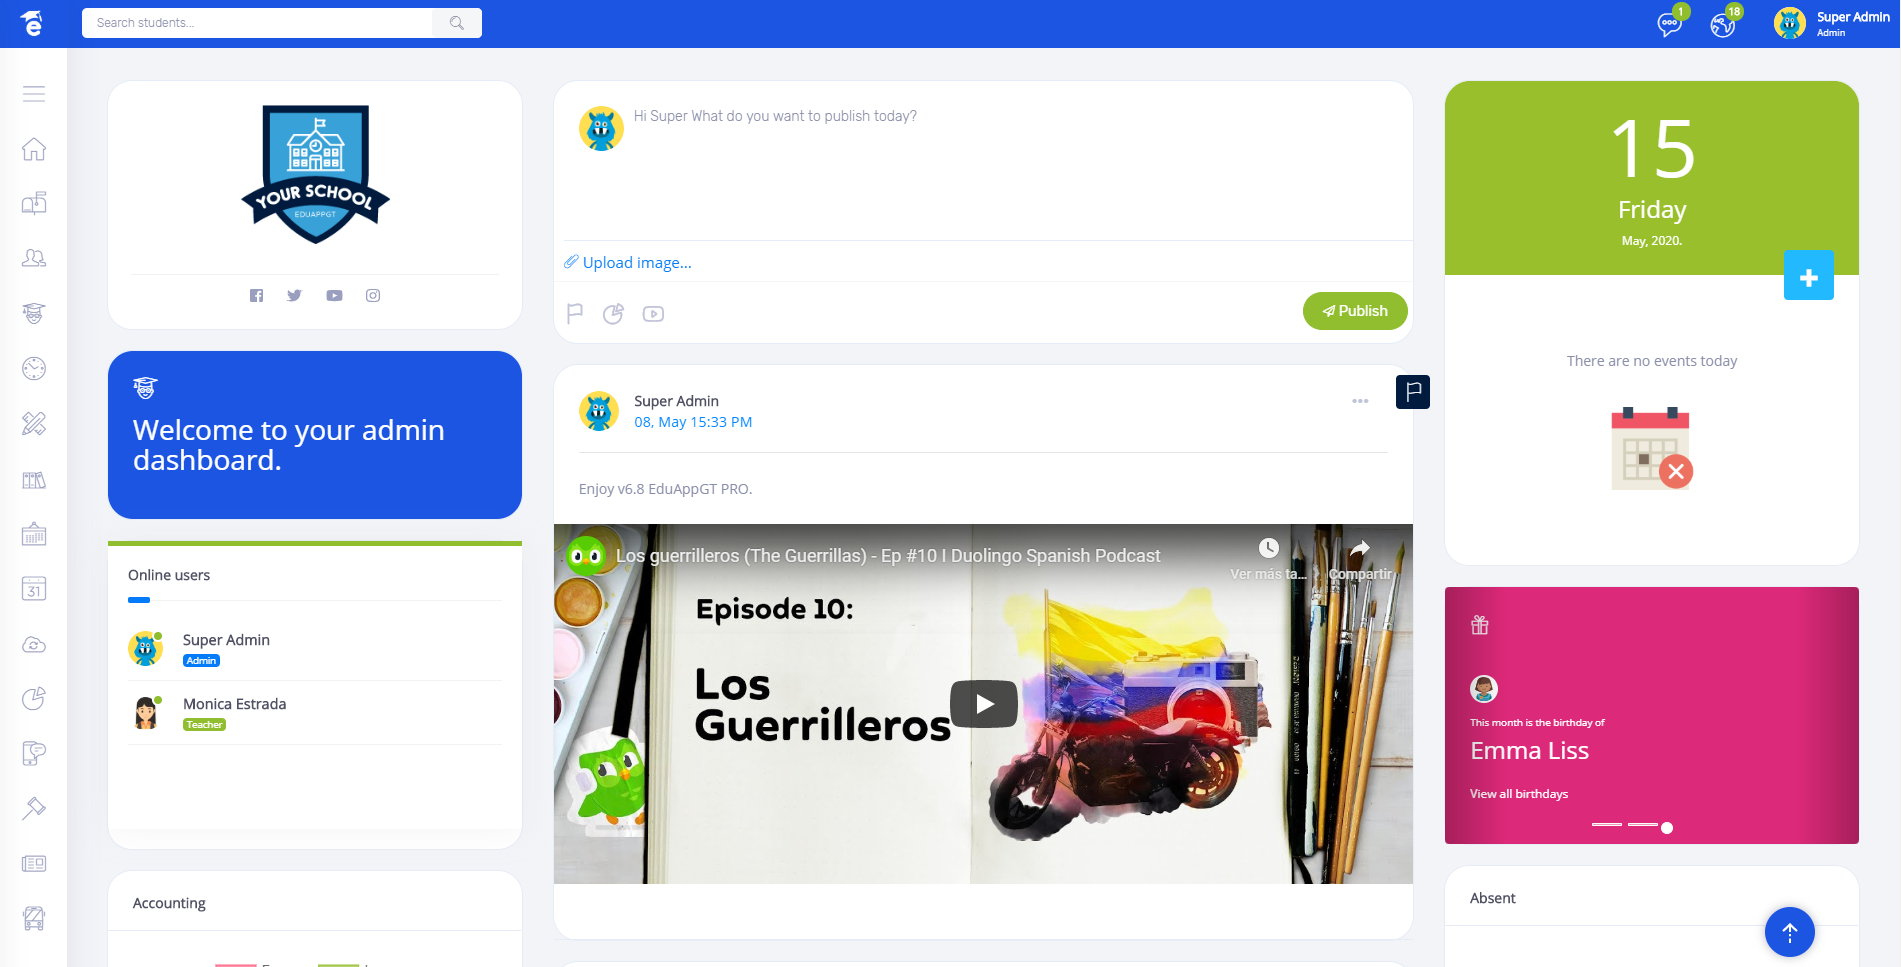 Search students...
1
18
Super Admin
Admin
YOUR SCHOOL
EDUAPPGT
Welcome to your admin
dashboard.
Online users
Super Admin
Admin
Monica Estrada
Teacher
Accounting
Hi Super What do you want to publish today?
Upload image...
Publish
Super Admin
08, May 15:33 PM
Enjoy v6.8 EduAppGT PRO.
Los guerrilleros (The Guerrillas) - Ep #10 I Duolingo Spanish Podcast
Ver más ta...
Compartir
Episode 10:
Los
Guerrilleros
15
Friday
May, 2020.
There are no events today
This month is the birthday of
Emma Liss
View all birthdays
Absent
31